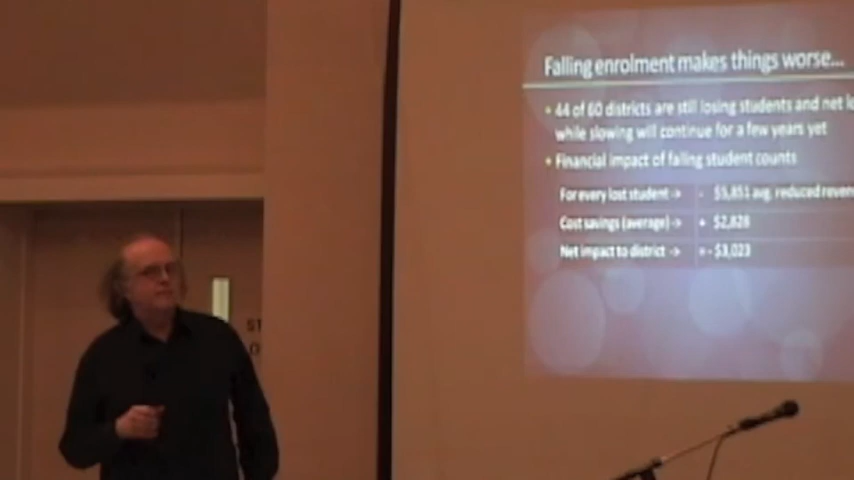 Falling enrolment makes things worse...
• 44 of 60 districts are still losing students and net
while slowing will continue for a few years yet
• Financial impact of falling student counts
For every lost student → - $5,851 avg. reduced
Cost savings (average) → + $2,828
Net impact to district → = - $3,023
ST